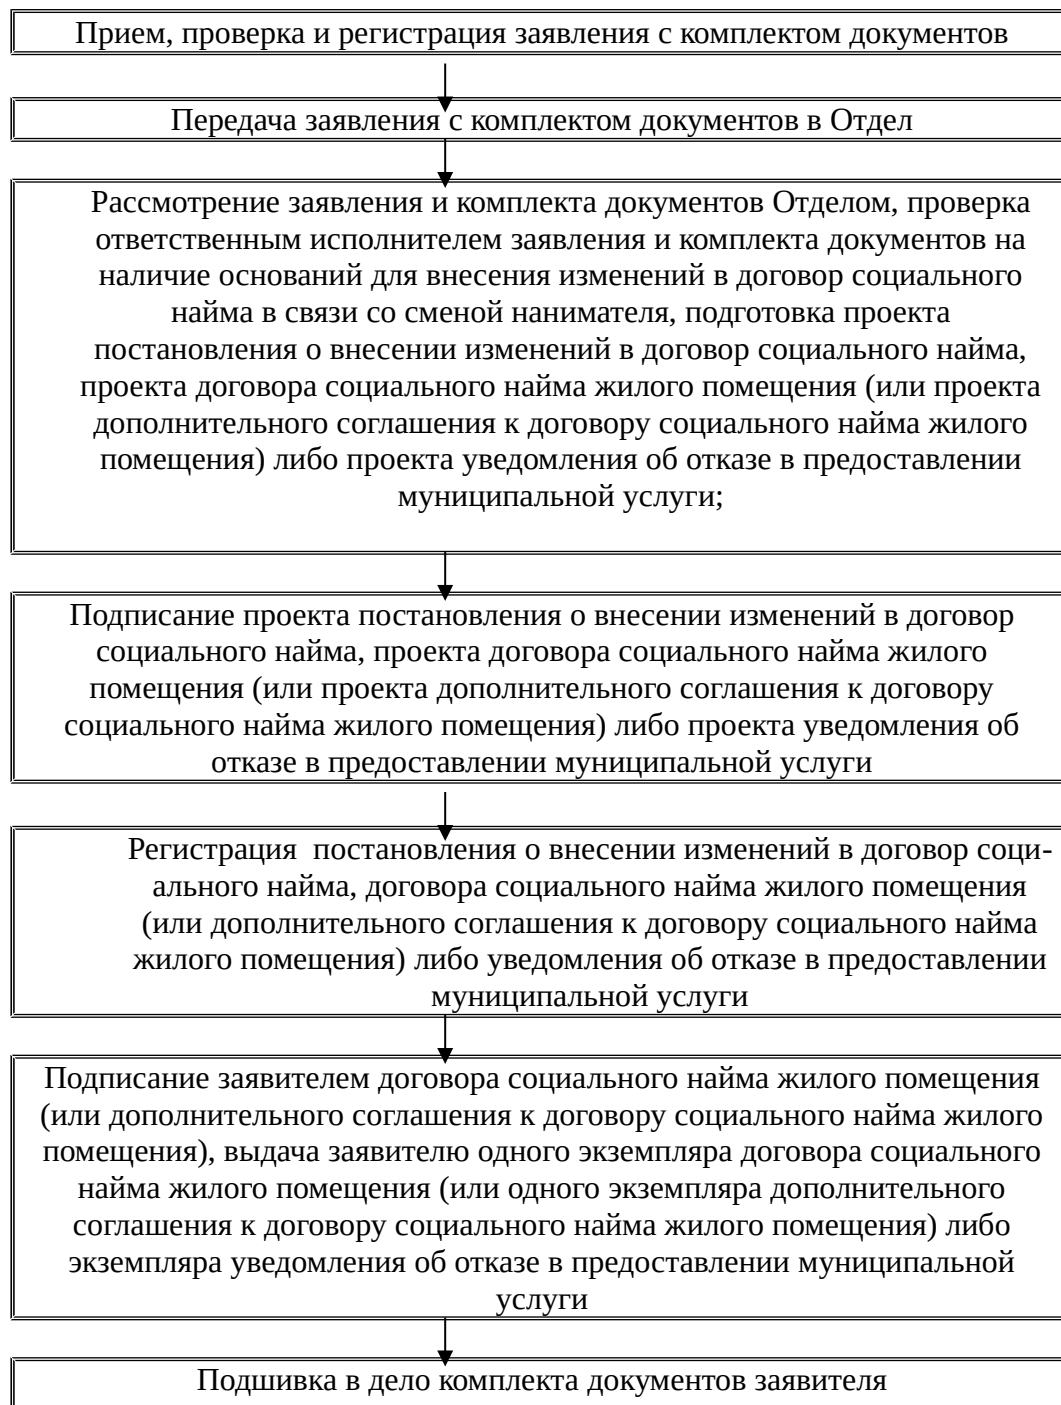 Прием, проверка и регистрация заявления с комплектом документов
Передача заявления с комплектом документов в Отдел
Рассмотрение заявления и комплекта документов Отделом, проверка
ответственным исполнителем заявления и комплекта документов на
наличие оснований для внесения изменений в договор социального
найма в связи со сменой нанимателя, подготовка проекта
постановления о внесении изменений в договор социального найма,
проекта договора социального найма жилого помещения (или проекта
дополнительного соглашения к договору социального найма жилого
помещения) либо проекта уведомления об отказе в предоставлении
муниципальной услуги;
Подписание проекта постановления о внесении изменений в договор
социального найма, проекта договора социального найма жилого
помещения (или проекта дополнительного соглашения к договору
социального найма жилого помещения) либо проекта уведомления об
отказе в предоставлении муниципальной услуги
Регистрация  постановления о внесении изменений в договор соци-
ального найма, договора социального найма жилого помещения
(или дополнительного соглашения к договору социального найма
жилого помещения) либо уведомления об отказе в предоставлении
муниципальной услуги
Подписание заявителем договора социального найма жилого помещения
(или дополнительного соглашения к договору социального найма жилого
помещения), выдача заявителю одного экземпляра договора социального
найма жилого помещения (или одного экземпляра дополнительного
соглашения к договору социального найма жилого помещения) либо
экземпляра уведомления об отказе в предоставлении муниципальной
услуги
Подшивка в дело комплекта документов заявителя